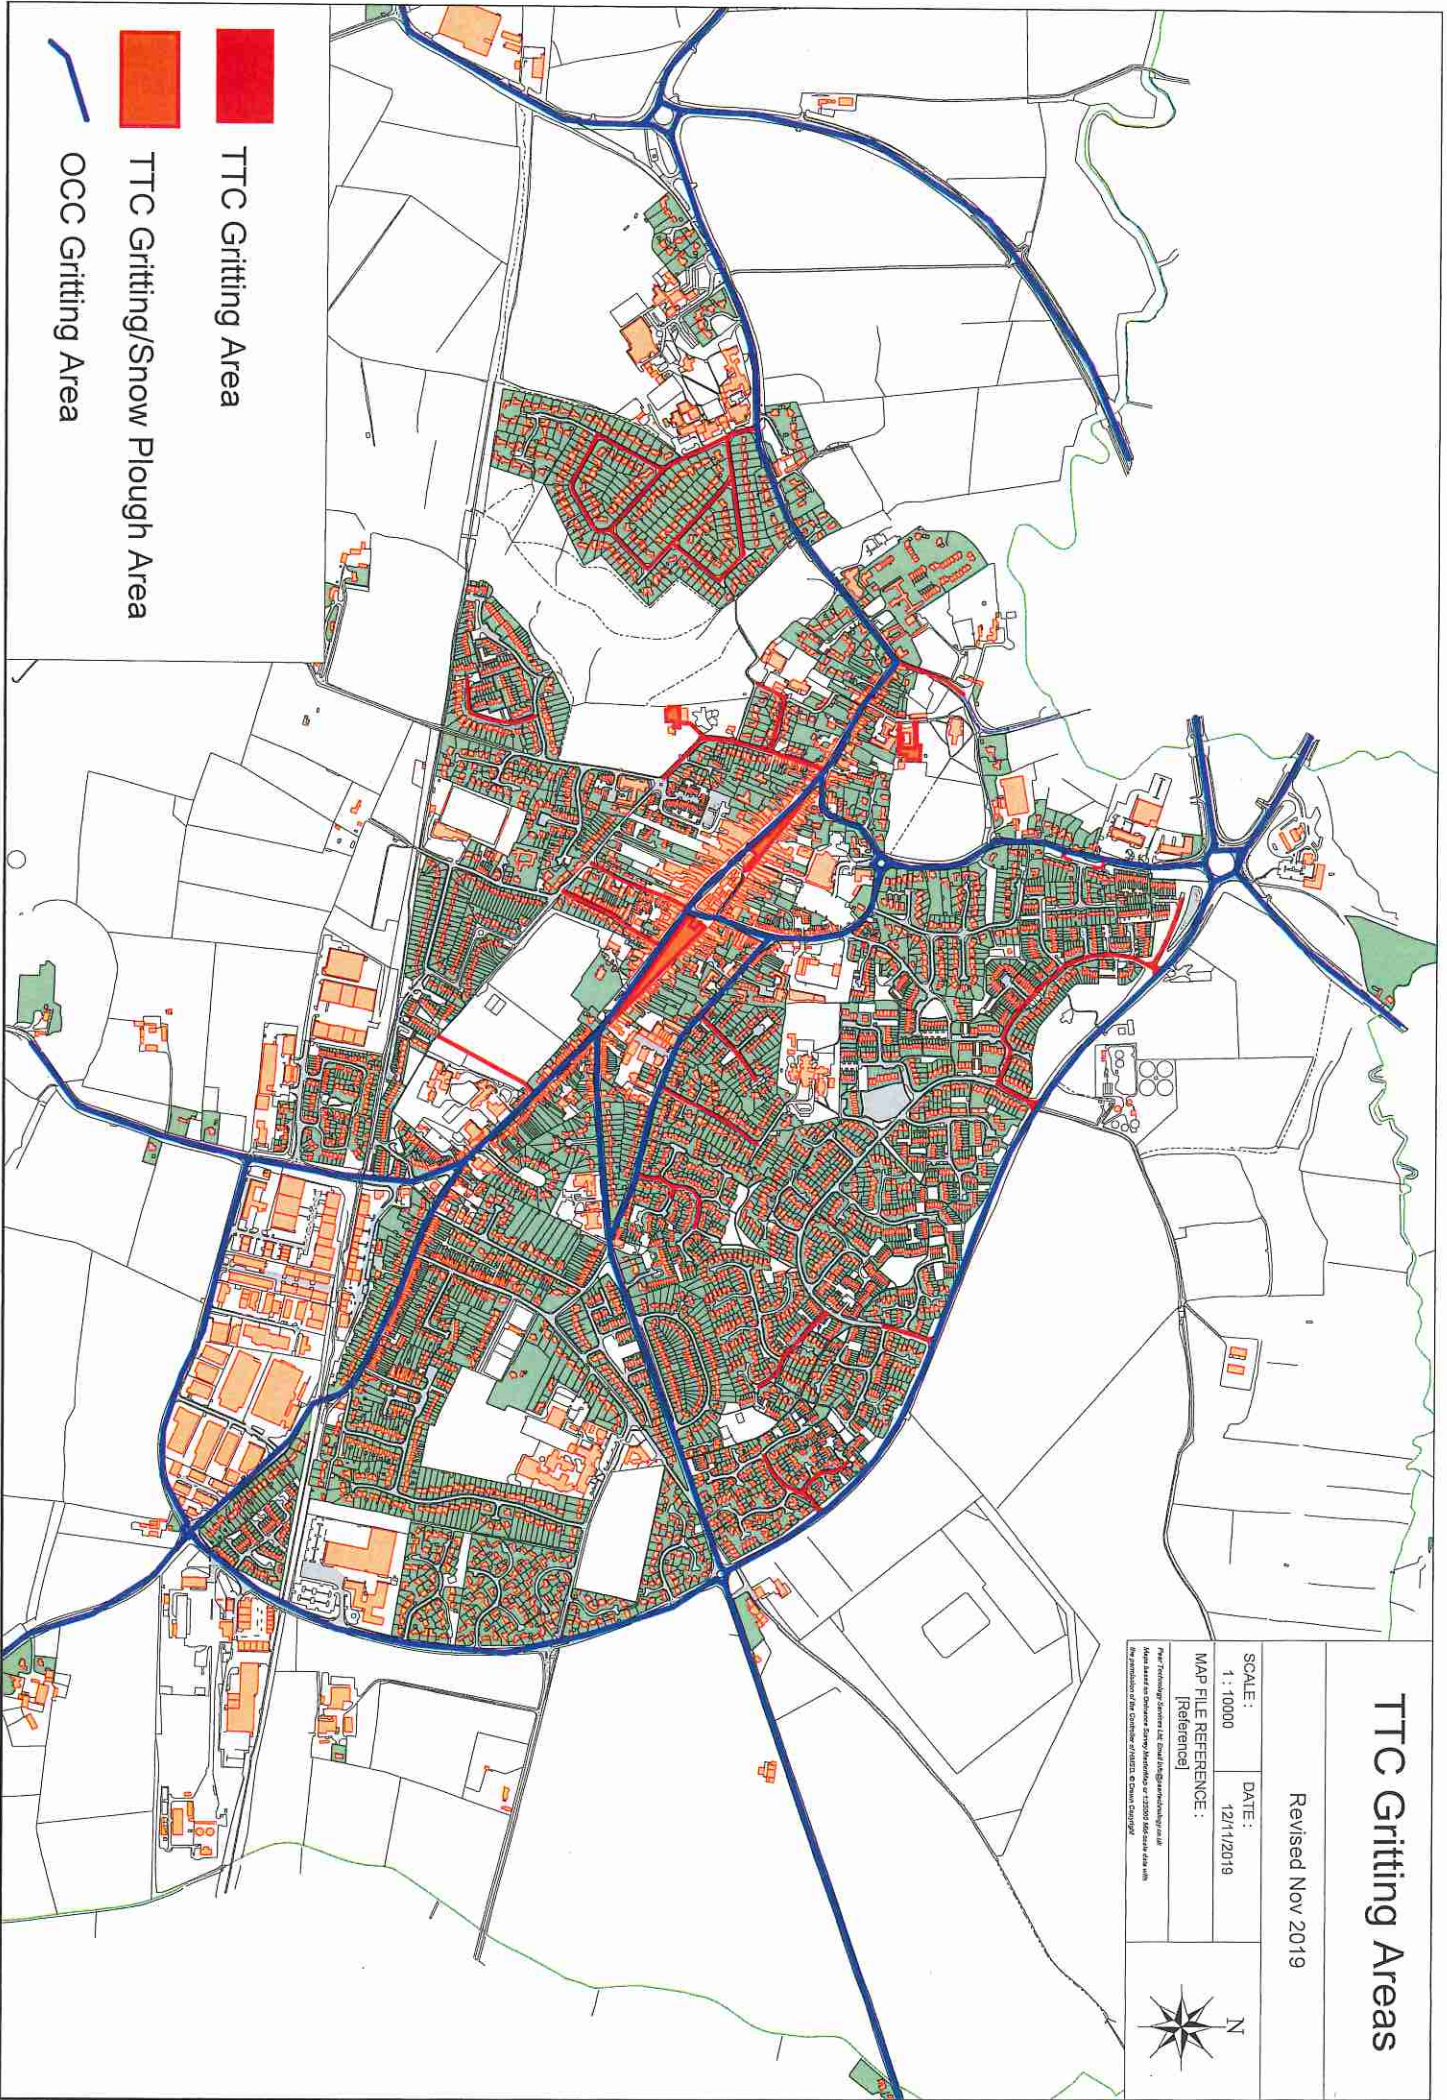 TTC Gritting Areas
Revised Nov 2019
SCALE :
1 : 10000
DATE :
12/11/2019
MAP FILE REFERENCE :
[Reference]
N
TTC Gritting Area
TTC Gritting/Snow Plough Area
OCC Gritting Area